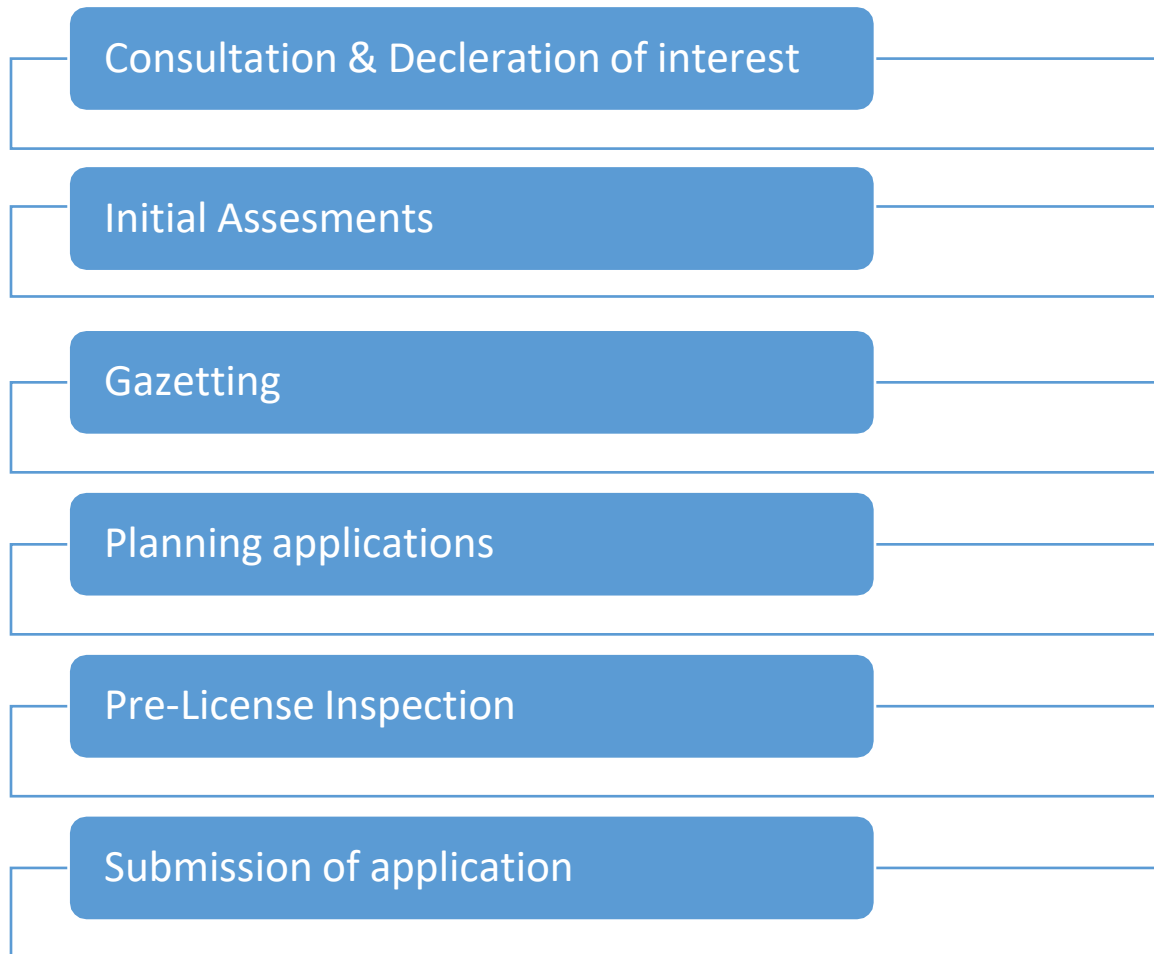 Consultation & Decleration of interest
Initial Assesments
Gazetting
Planning applications
Pre-License Inspection
Submission of application